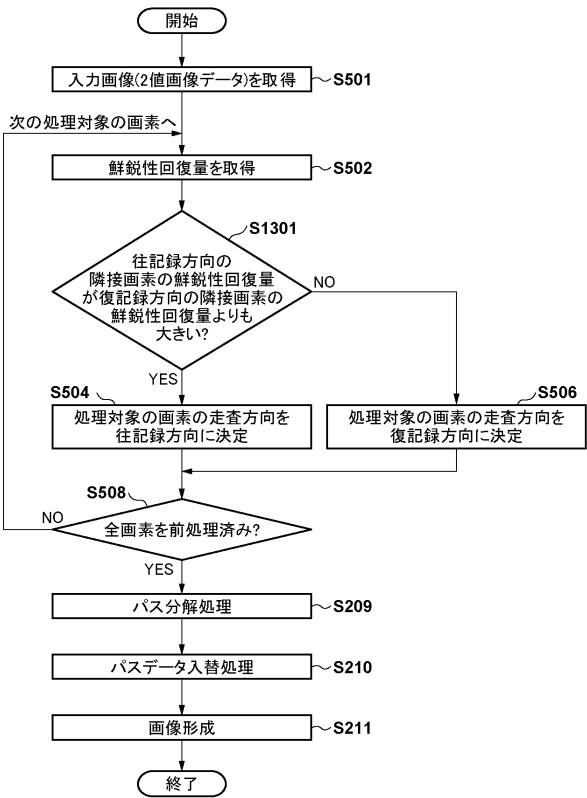 開始
入力画像(2値画像データ)を取得
S501
次の処理対象の画素へ
鮮鋭性回復量を取得
S502
S1301
往記録方向の
隣接画素の鮮鋭性回復量
が復記録方向の隣接画素の
鮮鋭性回復量よりも
大きい?
NO
YES
S504
処理対象の画素の走査方向を
往記録方向に決定
S506
処理対象の画素の走査方向を
復記録方向に決定
S508
全画素を前処理済み?
NO
YES
パス分解処理
S209
パスデータ入替処理
S210
画像形成
S211
終了